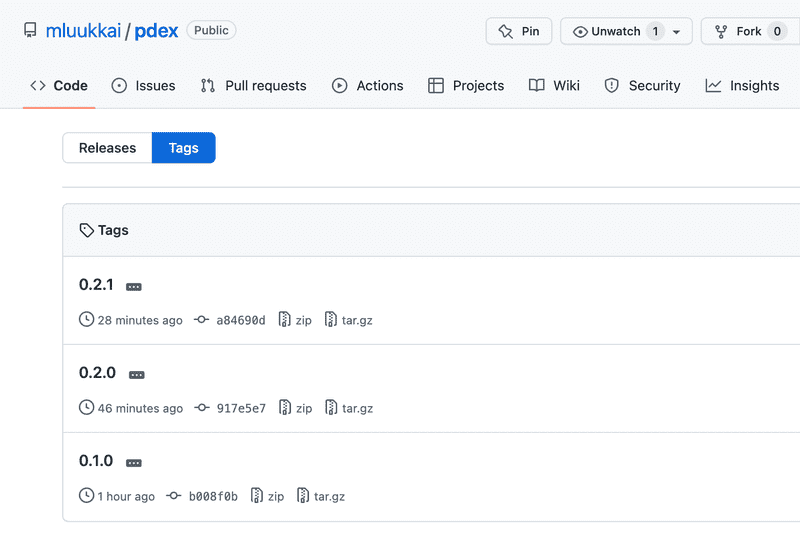 mluukkai / pdex Public Pin Unwatch 1 Fork 0
Code Issues Pull requests Actions Projects Wiki Security Insights
Releases Tags
Tags
0.2.1
28 minutes ago a84690d zip tar.gz
0.2.0
46 minutes ago 917e5e7 zip tar.gz
0.1.0
1 hour ago b008f0b zip tar.gz